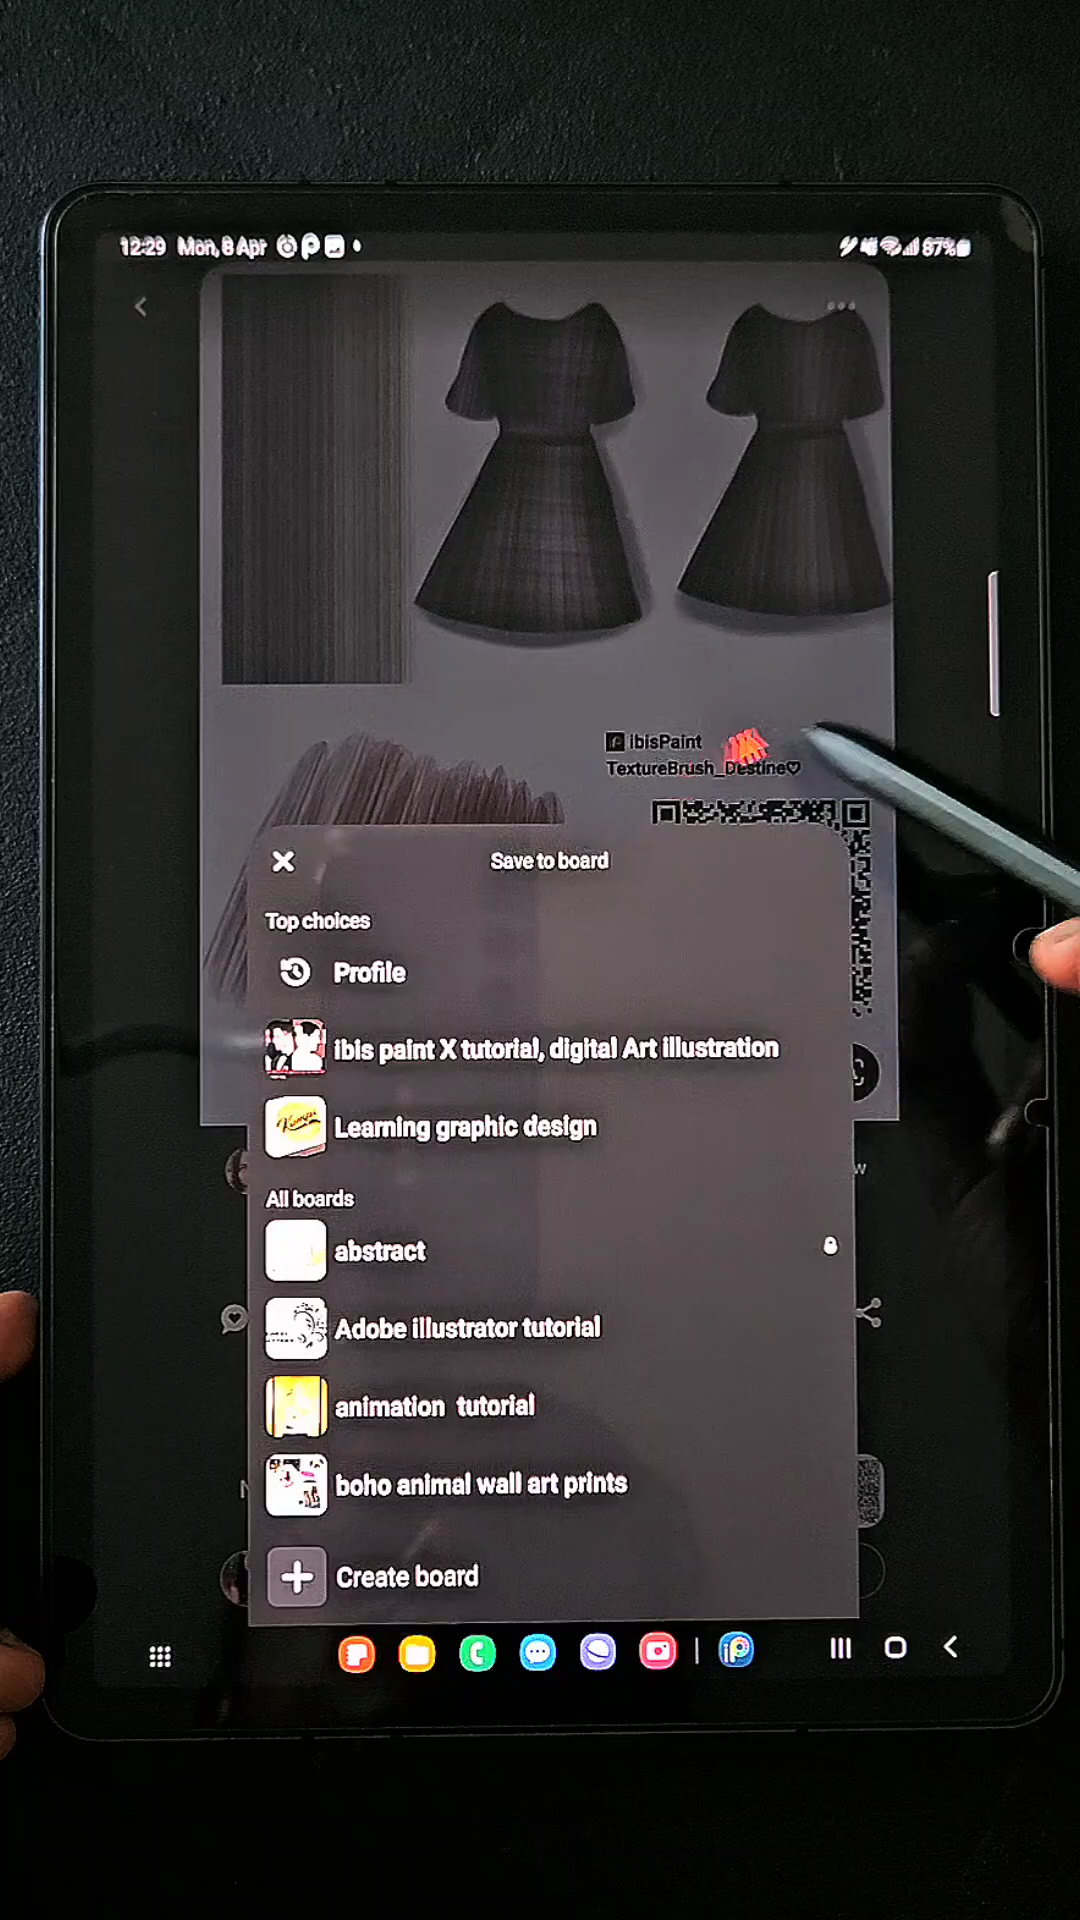 12:29 Mon, 8 Apr
87%
ibisPaint
TextureBrush_Destine♡
Save to board
Top choices
Profile
ibis paint X tutorial, digital Art illustration
Learning graphic design
All boards
abstract
Adobe illustrator tutorial
animation tutorial
boho animal wall art prints
Create board